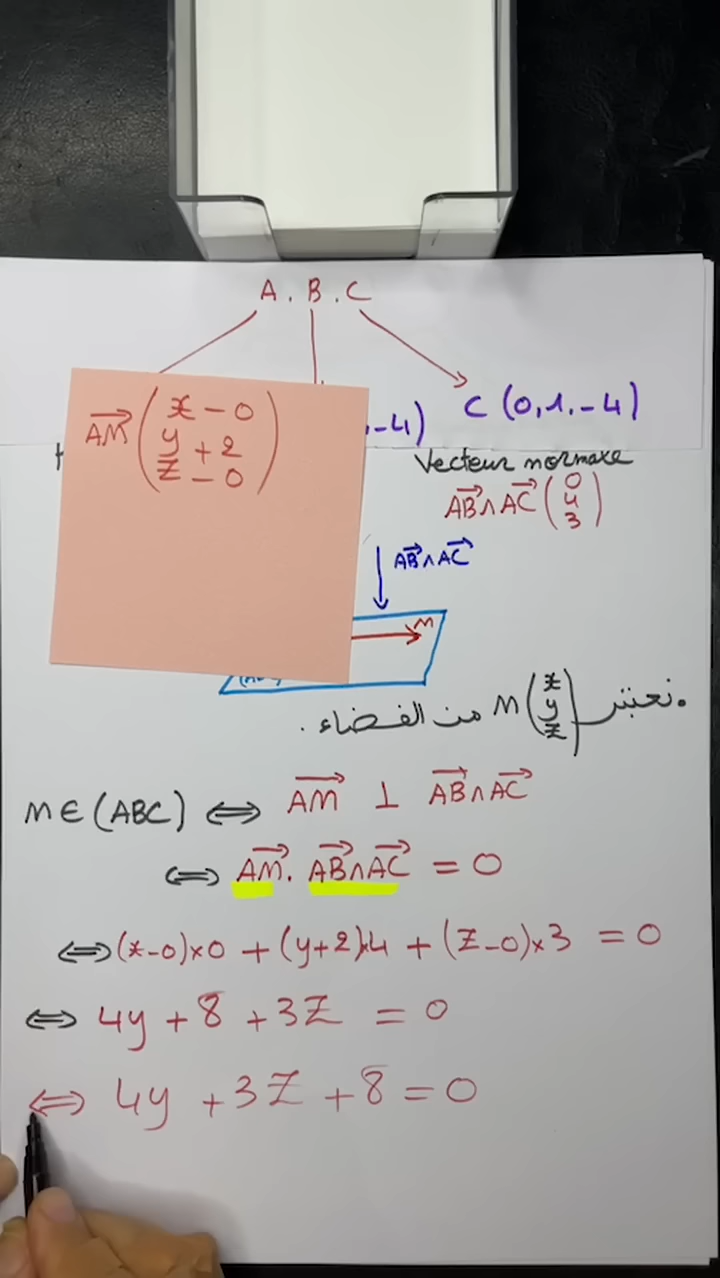 A . B . C
, -4) C (0, 1, -4)
AM→ ( x - 0
y + 2
z - 0 )
Vecteur normale
AB→ ∧ AC→ ( 0
4
3 )
AB→ ∧ AC→
M
. نعتبر M ( x
y
z ) من الفضاء .
M ∈ (ABC) ⇔ AM→ ⊥ AB→ ∧ AC→
⇔ AM→ . AB→ ∧ AC→ = 0
⇔ (x-0)×0 + (y+2)×4 + (z-0)×3 = 0
⇔ 4y + 8 + 3z = 0
⇔ 4y + 3z + 8 = 0